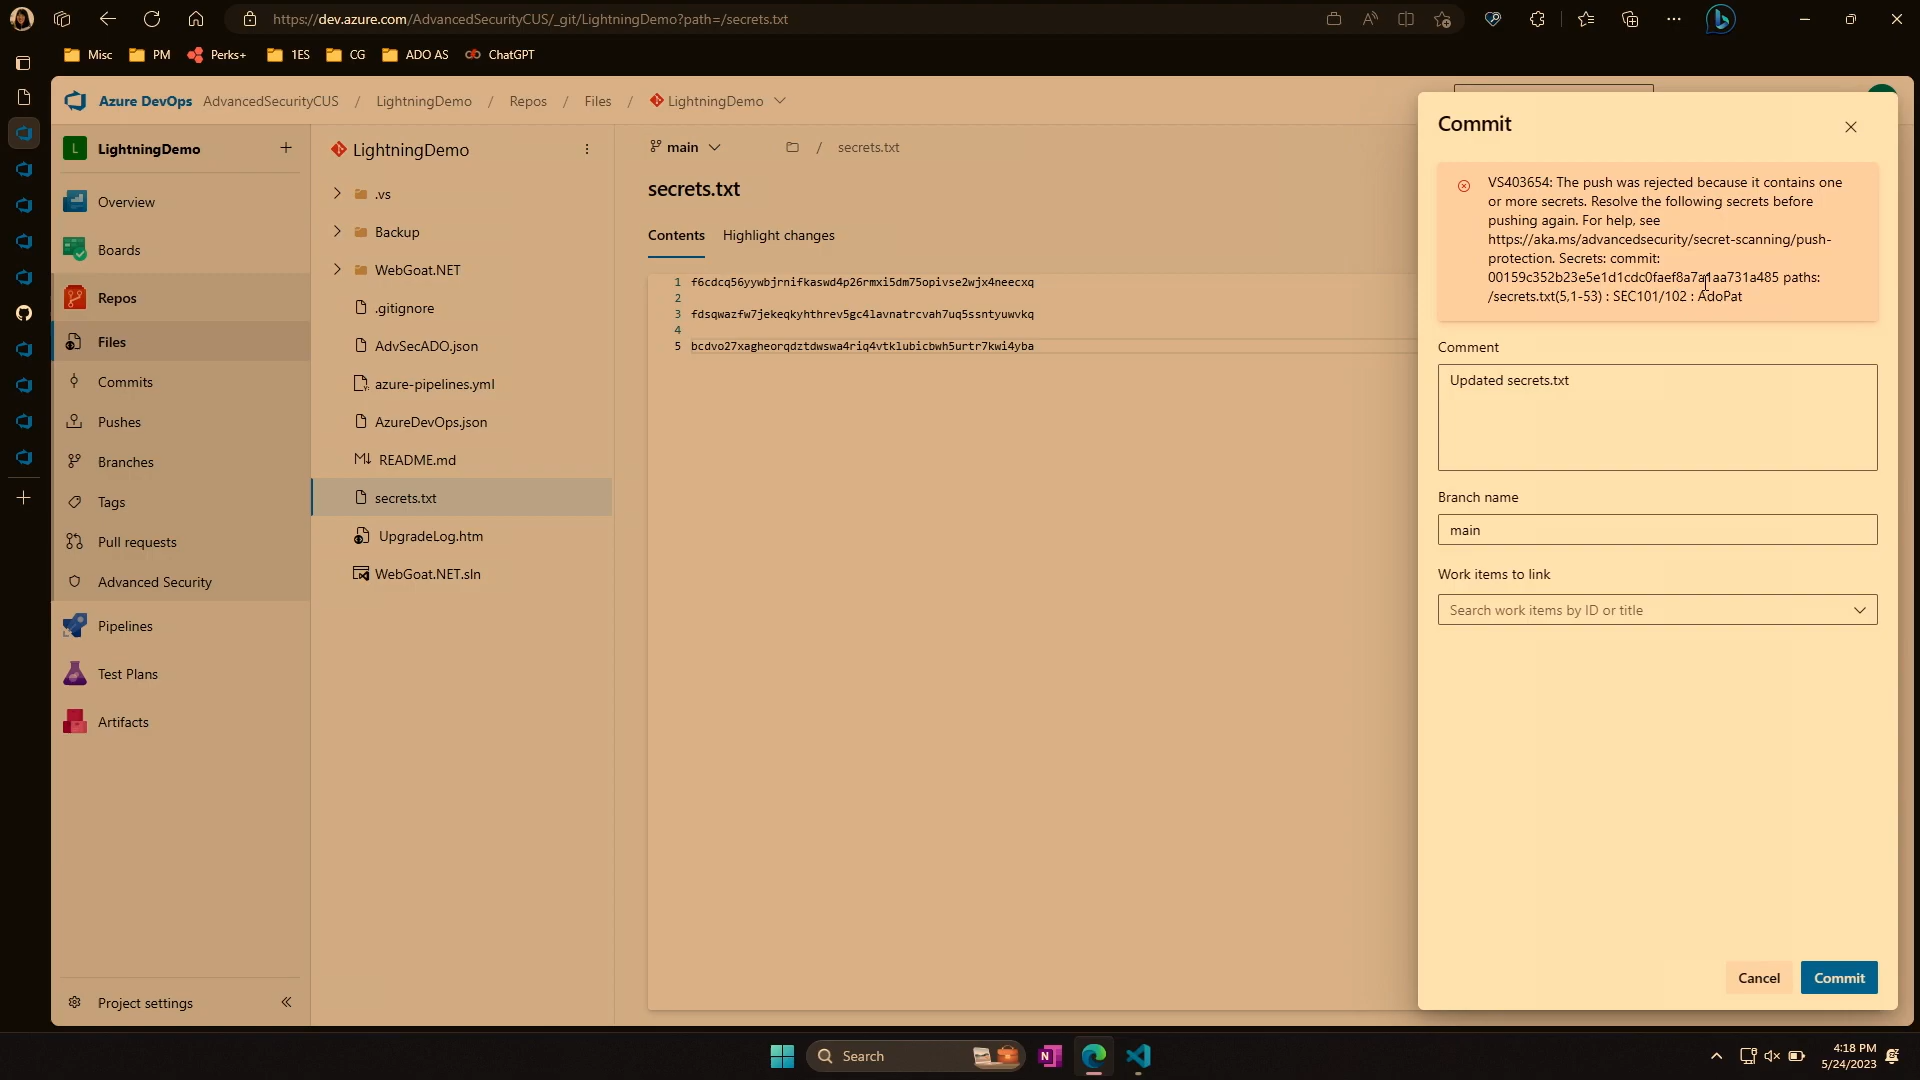 https://dev.azure.com/AdvancedSecurityCUS/_git/LightningDemo?path=/secrets.txt
Misc PM Perks+ 1ES CG ADO AS ChatGPT
Azure DevOps AdvancedSecurityCUS / LightningDemo / Repos / Files / LightningDemo
L LightningDemo
Overview
Boards
Repos
Files
Commits
Pushes
Branches
Tags
Pull requests
Advanced Security
Pipelines
Test Plans
Artifacts
Project settings
LightningDemo
.vs
Backup
WebGoat.NET
.gitignore
AdvSecADO.json
azure-pipelines.yml
AzureDevOps.json
README.md
secrets.txt
UpgradeLog.htm
WebGoat.NET.sln
main / secrets.txt
secrets.txt
Contents Highlight changes
1 f6cdcq56yywbjrnifkaswd4p26rmxi5dm75opivse2wjx4neecxq
2
3 fdsqwazfw7jekeqkyhthrev5gc4lavnatrcvah7uq5ssntyuwvkq
4
5 bcdvo27xagheorqdztdwswa4riq4vtklubicbwh5urtr7kwi4yba
Commit
VS403654: The push was rejected because it contains one
or more secrets. Resolve the following secrets before
pushing again. For help, see
https://aka.ms/advancedsecurity/secret-scanning/push-
protection. Secrets: commit:
00159c352b23e5e1d1cdc0faef8a7a1aa731a485 paths:
/secrets.txt(5,1-53) : SEC101/102 : AdoPat
Comment
Updated secrets.txt
Branch name
main
Work items to link
Search work items by ID or title
Cancel Commit
Search
4:18 PM
5/24/2023